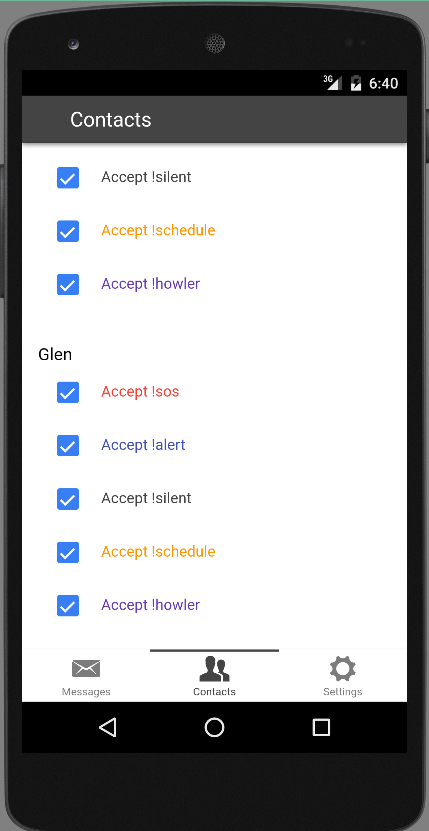 3G 6:40
Contacts
Accept !silent
Accept !schedule
Accept !howler
Glen
Accept !sos
Accept !alert
Accept !silent
Accept !schedule
Accept !howler
Messages Contacts Settings